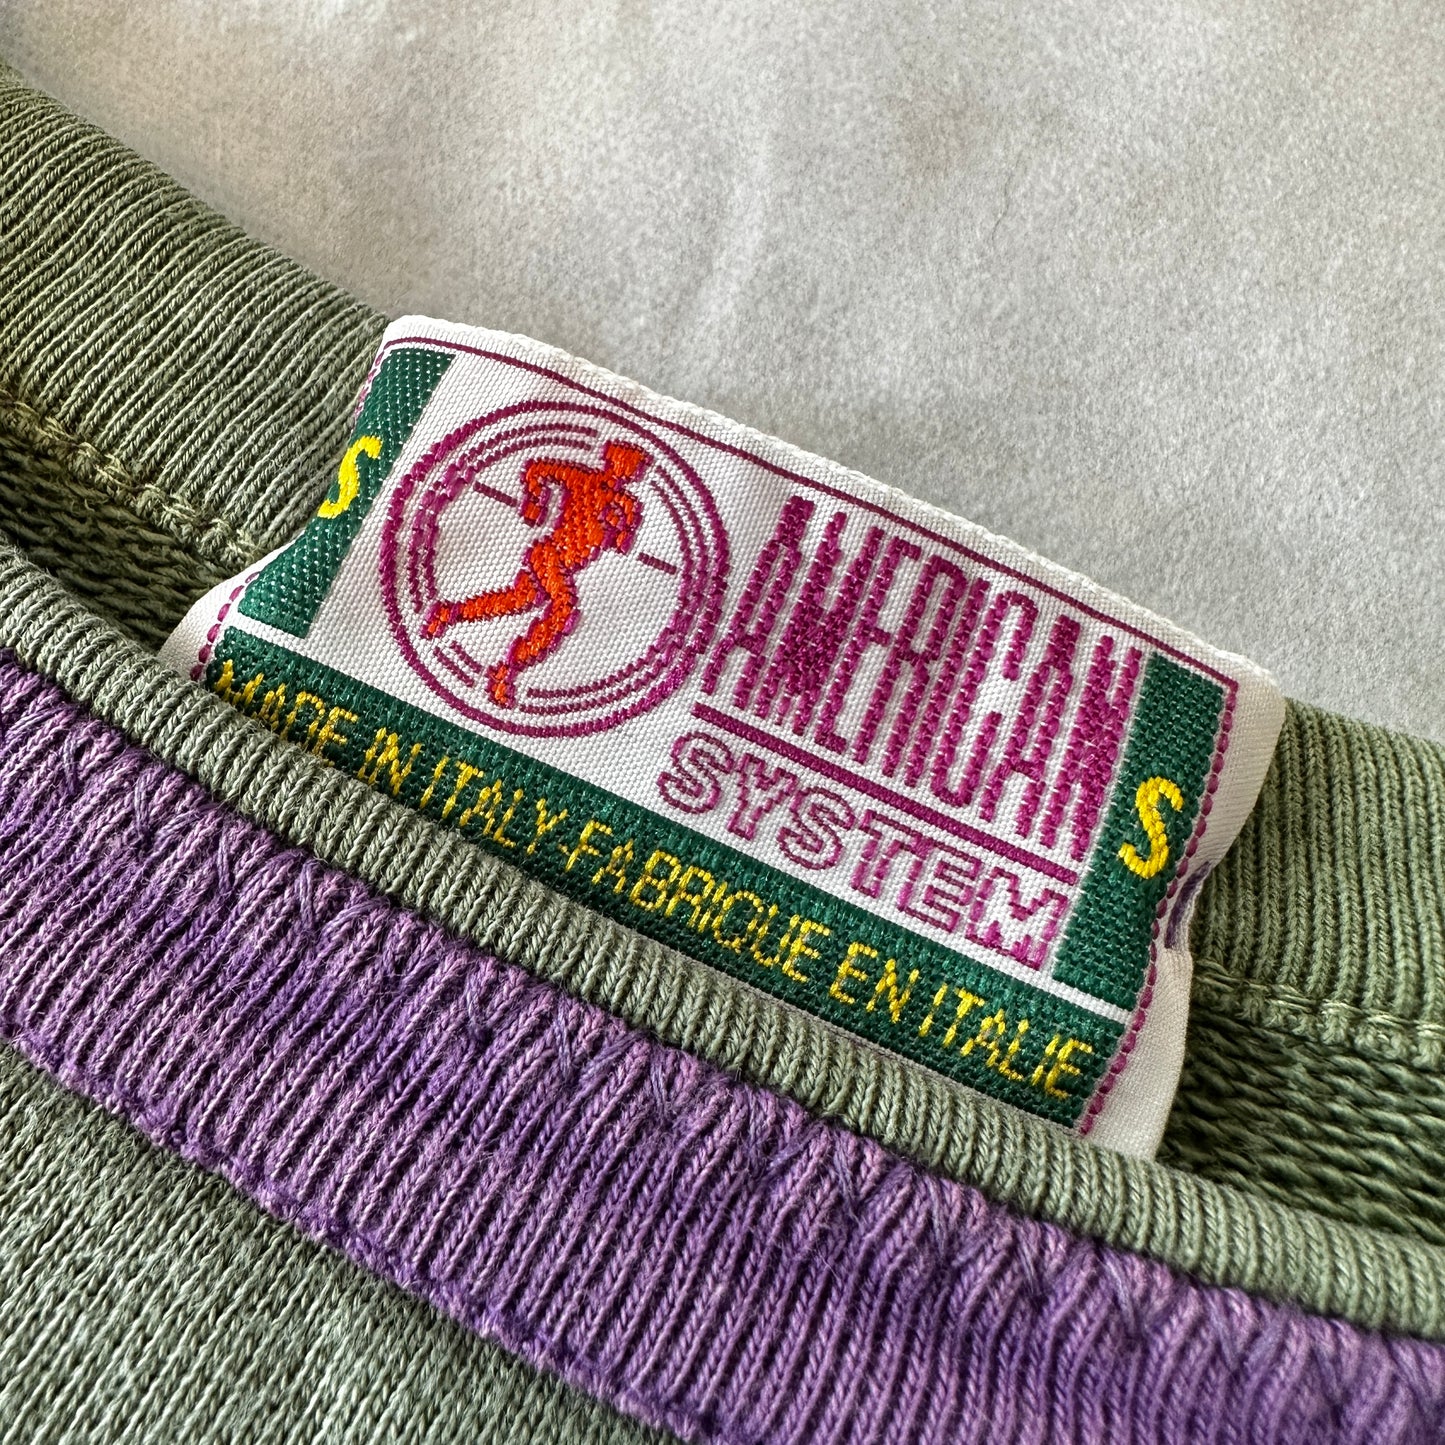 S
AMERICAN
SYSTEM
S
MADE IN ITALY-FABRIQUE EN ITALIE